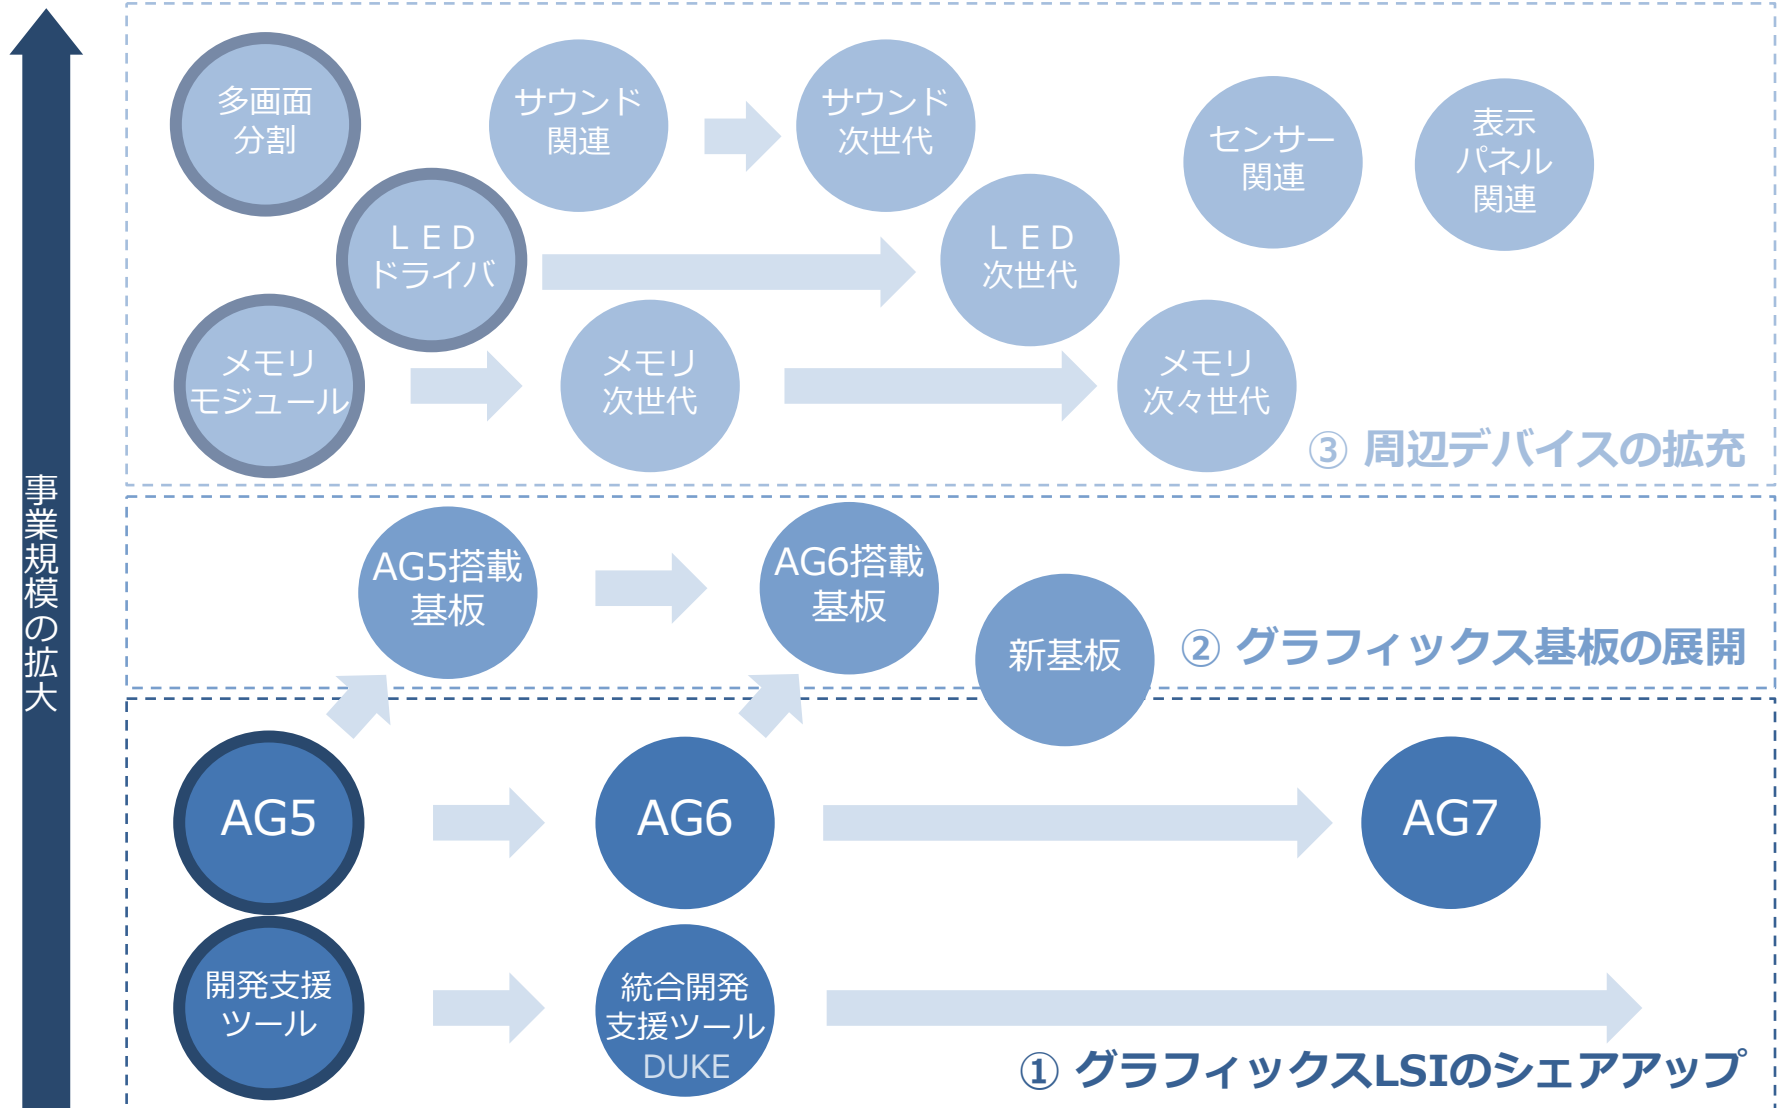 多画面
分割
サウンド
関連
サウンド
次世代
センサー
関連
表示
パネル
関連
ＬＥＤ
ドライバ
ＬＥＤ
次世代
メモリ
モジュール
メモリ
次世代
メモリ
次々世代
③ 周辺デバイスの拡充
事業規模の拡大
AG5搭載
基板
AG6搭載
基板
新基板
② グラフィックス基板の展開
AG5
AG6
AG7
開発支援
ツール
統合開発
支援ツール
DUKE
① グラフィックスLSIのシェアアップ